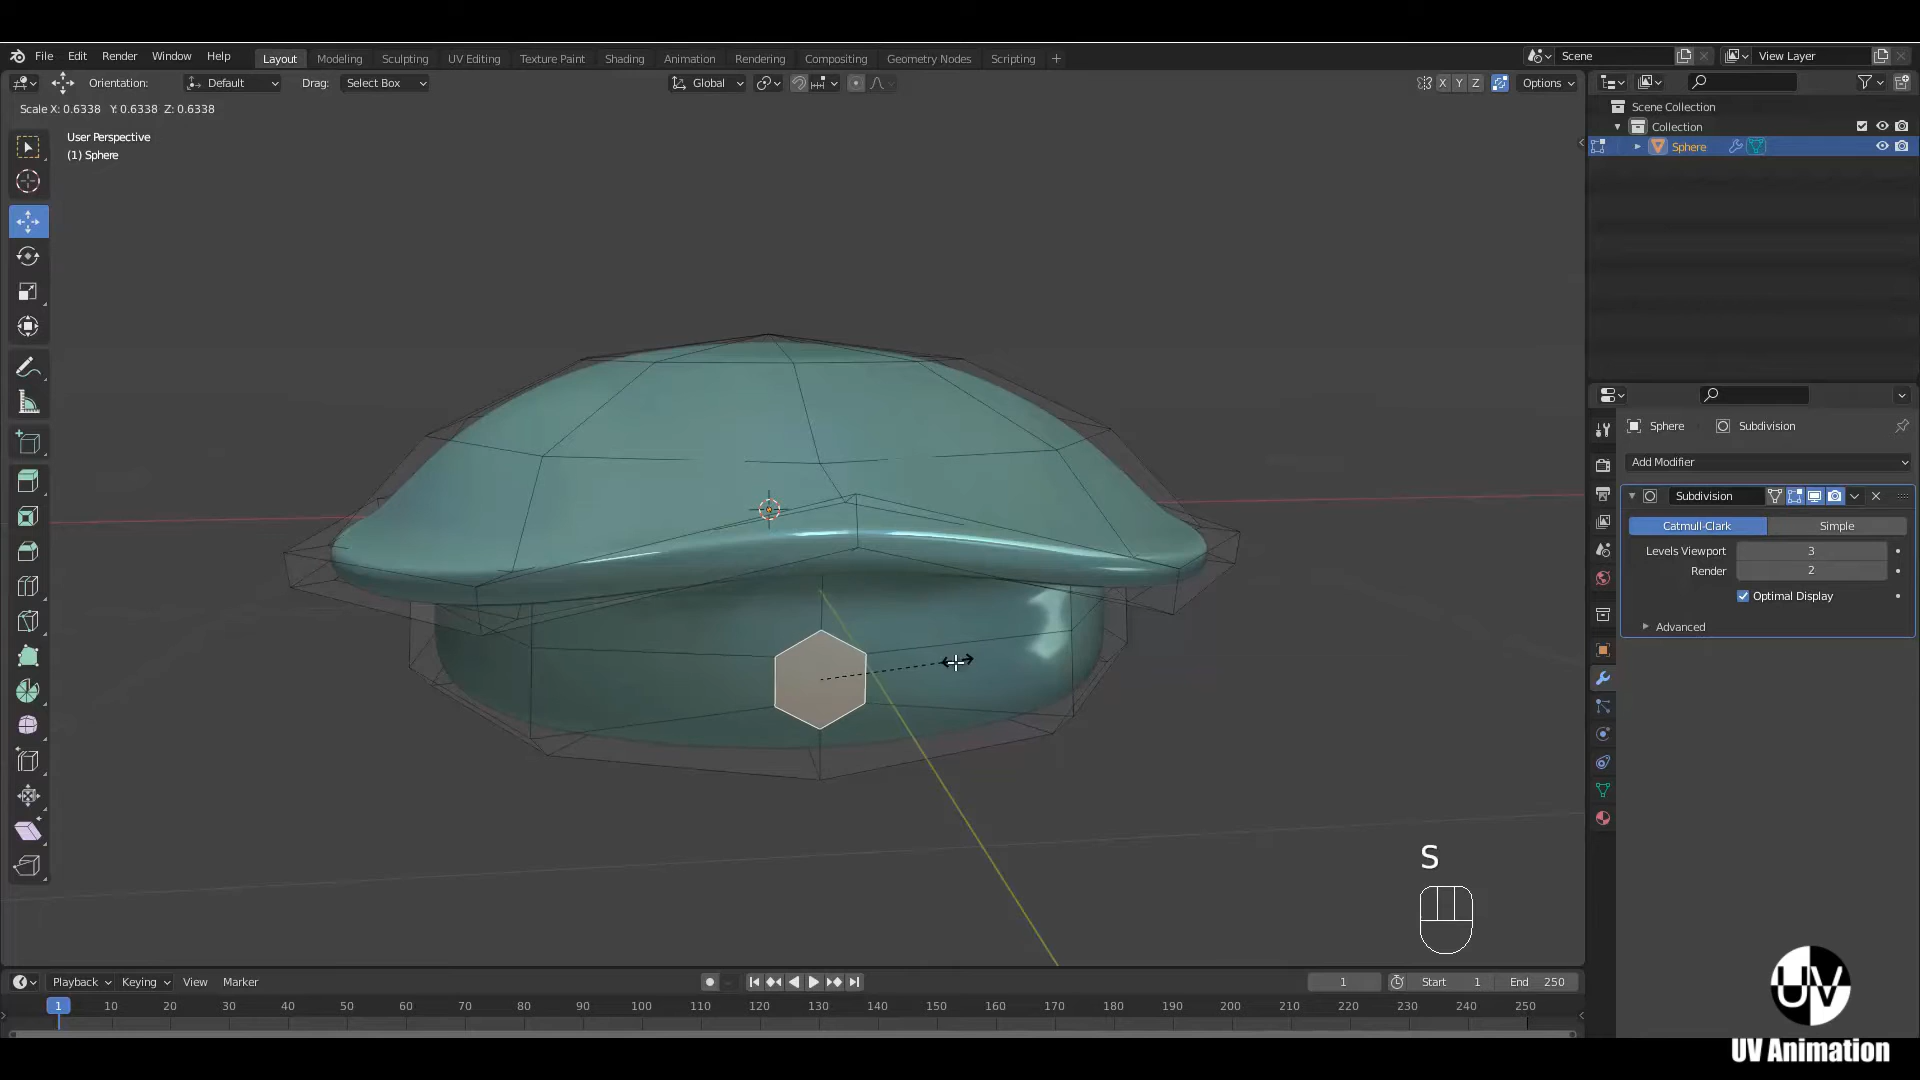 File Edit Render Window Help Layout Modeling Sculpting UV Editing Texture Paint Shading Animation Rendering Compositing Geometry Nodes Scripting + Scene View Layer
Orientation: Default Drag: Select Box Global X Y Z Options
Scale X: 0.6338 Y: 0.6338 Z: 0.6338
User Perspective
(1) Sphere
Scene Collection
Collection
Sphere
Sphere Subdivision
Add Modifier
Subdivision
Catmull-Clark Simple
Levels Viewport 3
Render 2
Optimal Display
Advanced
S
Playback Keying View Marker 1 Start 1 End 250
1 10 20 30 40 50 60 70 80 90 100 110 120 130 140 150 160 170 180 190 200 210 220 230 240 250
UV
UV Animation